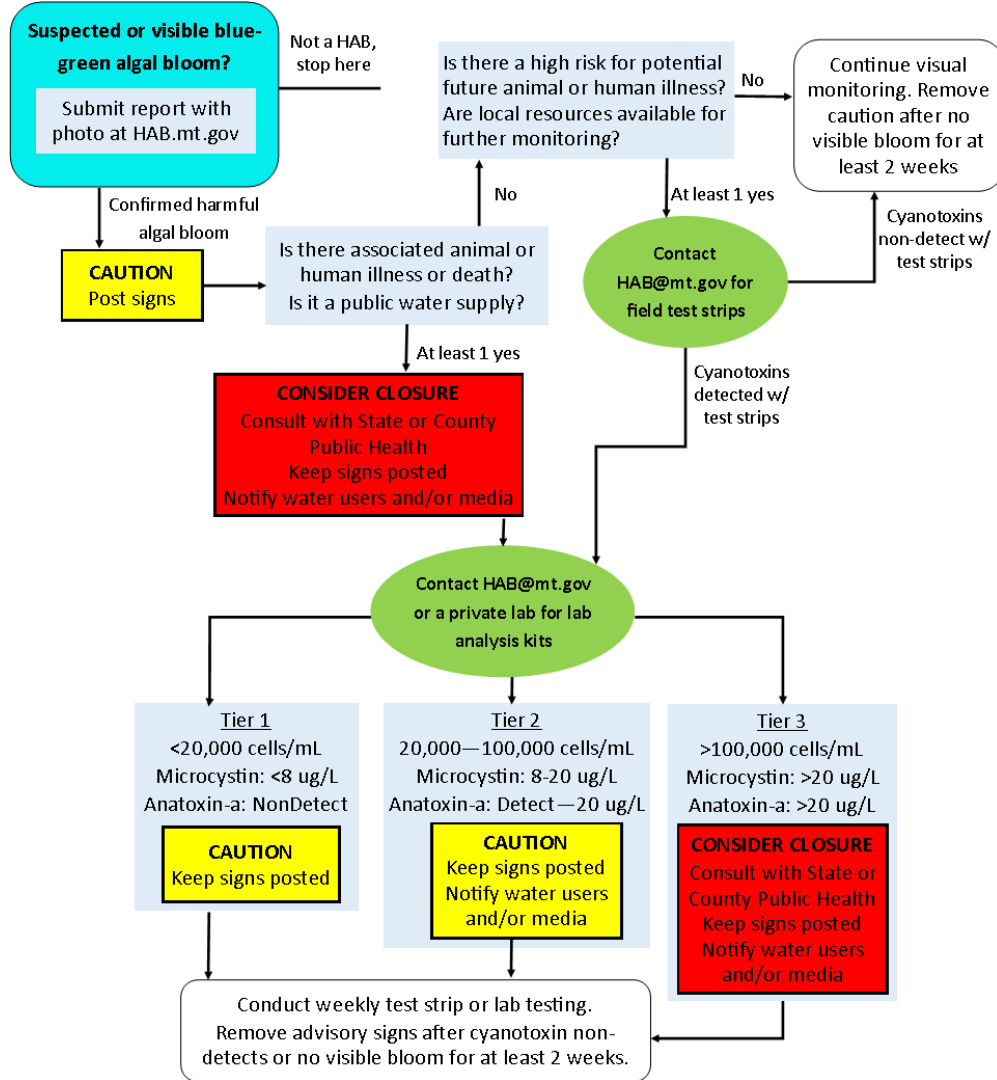 Suspected or visible blue-
green algal bloom?
Submit report with
photo at HAB.mt.gov
Not a HAB,
stop here
Is there a high risk for potential
future animal or human illness?
Are local resources available for
further monitoring?
No
Continue visual
monitoring. Remove
caution after no
visible bloom for at
least 2 weeks
Confirmed harmful
algal bloom
No
At least 1 yes
CAUTION
Post signs
Is there associated animal or
human illness or death?
Is it a public water supply?
Contact
HAB@mt.gov for
field test strips
Cyanotoxins
non-detect w/
test strips
At least 1 yes
Cyanotoxins
detected w/
test strips
CONSIDER CLOSURE
Consult with State or County
Public Health
Keep signs posted
Notify water users and/or media
Contact HAB@mt.gov
or a private lab for lab
analysis kits
Tier 1
<20,000 cells/mL
Microcystin: <8 ug/L
Anatoxin-a: NonDetect
CAUTION
Keep signs posted
Tier 2
20,000—100,000 cells/mL
Microcystin: 8-20 ug/L
Anatoxin-a: Detect—20 ug/L
CAUTION
Keep signs posted
Notify water users
and/or media
Tier 3
>100,000 cells/mL
Microcystin: >20 ug/L
Anatoxin-a: >20 ug/L
CONSIDER CLOSURE
Consult with State or
County Public Health
Keep signs posted
Notify water users
and/or media
Conduct weekly test strip or lab testing.
Remove advisory signs after cyanotoxin non-
detects or no visible bloom for at least 2 weeks.